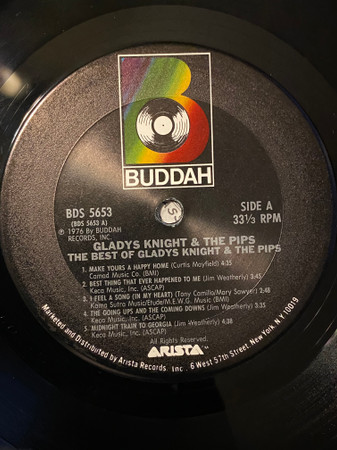 BUDDAH
BDS 5653
(BDS 5653 A)
℗ 1976 By BUDDAH
RECORDS, INC.
SIDE A
33⅓ RPM
GLADYS KNIGHT & THE PIPS
THE BEST OF GLADYS KNIGHT & THE PIPS
1. MAKE YOURS A HAPPY HOME (Curtis Mayfield) 4:35
Camad Music Co. (BMI)
2. BEST THING THAT EVER HAPPENED TO ME (Jim Weatherly) 3:45
Keca Music, Inc. (ASCAP)
3. I FEEL A SONG (IN MY HEART) (Tony Camillo/Mary Sawyer)
Kama Sutra Music/Etude/M.E.W.G. Music (BMI)
4. THE GOING UPS AND THE COMING DOWNS (Jim Weatherly)
Keca Music, Inc. (ASCAP)
5. MIDNIGHT TRAIN TO GEORGIA (Jim Weatherly) 4:38
Keca Music, Inc. (ASCAP)
All Rights Reserved.
ARISTA
Marketed and Distributed by Arista Records, Inc. 6 West 57th Street, New York, N.Y. 10019